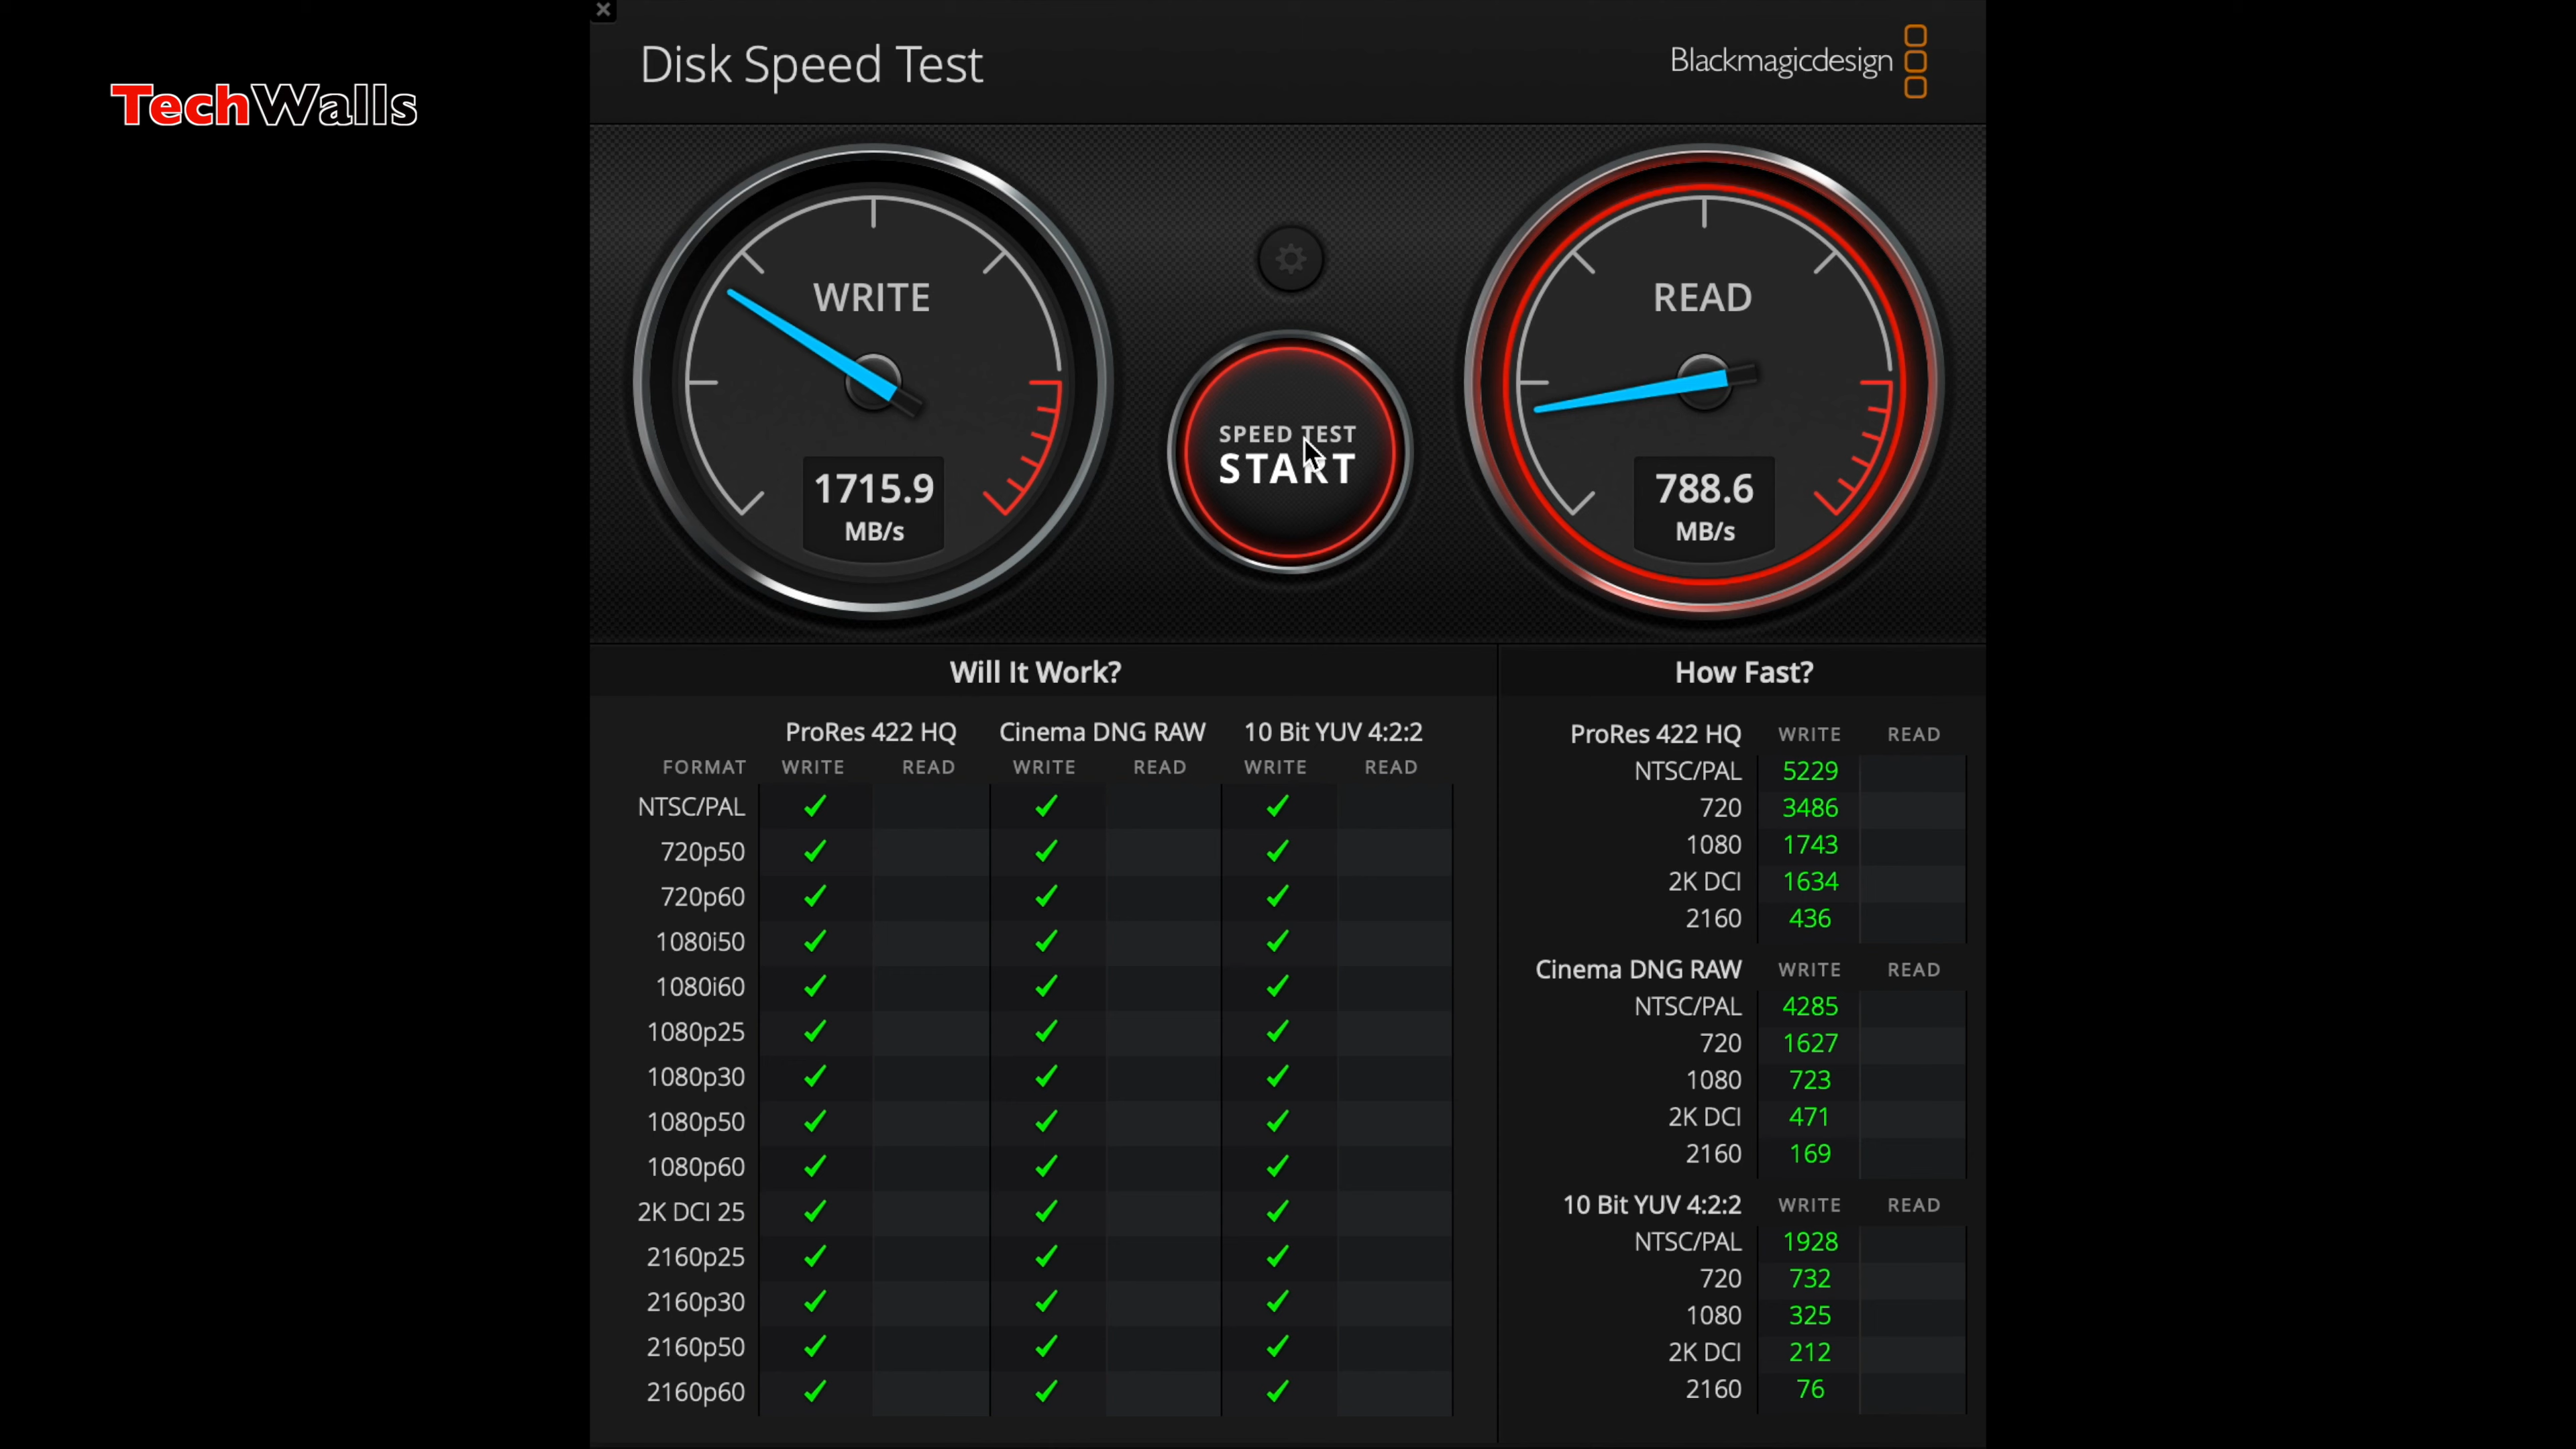 TechWalls
Disk Speed Test
Blackmagicdesign
WRITE
1715.9
MB/s
SPEED TEST
START
READ
788.6
MB/s
Will It Work?
ProRes 422 HQ Cinema DNG RAW 10 Bit YUV 4:2:2
FORMAT WRITE READ WRITE READ WRITE READ
NTSC/PAL ✓ ✓ ✓
720p50 ✓ ✓ ✓
720p60 ✓ ✓ ✓
1080i50 ✓ ✓ ✓
1080i60 ✓ ✓ ✓
1080p25 ✓ ✓ ✓
1080p30 ✓ ✓ ✓
1080p50 ✓ ✓ ✓
1080p60 ✓ ✓ ✓
2K DCI 25 ✓ ✓ ✓
2160p25 ✓ ✓ ✓
2160p30 ✓ ✓ ✓
2160p50 ✓ ✓ ✓
2160p60 ✓ ✓ ✓
How Fast?
ProRes 422 HQ WRITE READ
NTSC/PAL 5229
720 3486
1080 1743
2K DCI 1634
2160 436
Cinema DNG RAW WRITE READ
NTSC/PAL 4285
720 1627
1080 723
2K DCI 471
2160 169
10 Bit YUV 4:2:2 WRITE READ
NTSC/PAL 1928
720 732
1080 325
2K DCI 212
2160 76